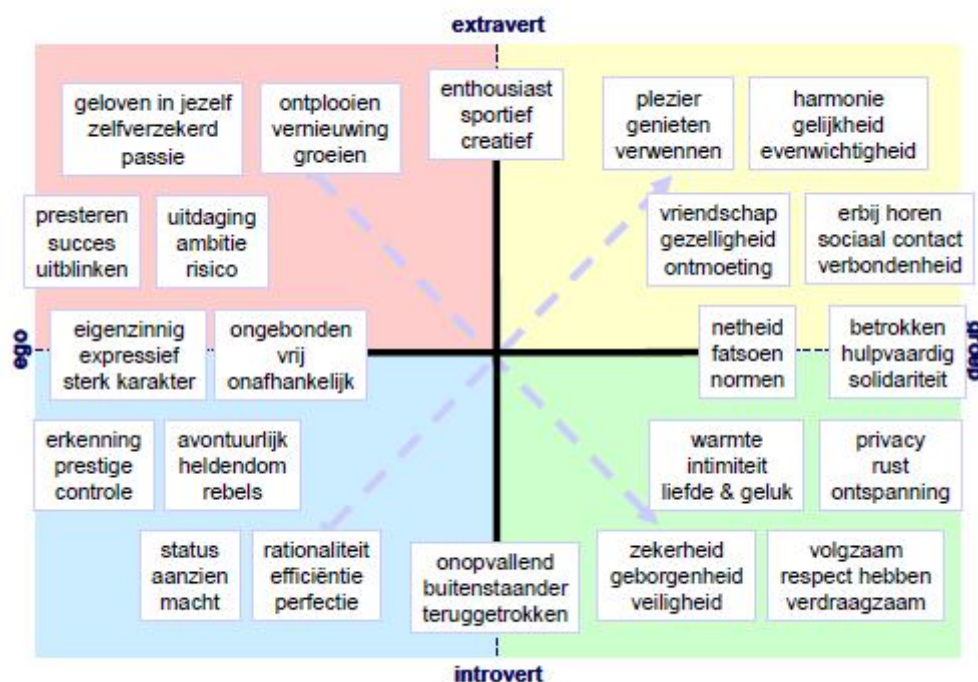 extravert
geloven in jezelf
zelfverzekerd
passie
ontplooien
vernieuwing
groeien
enthousiast
sportief
creatief
plezier
genieten
verwennen
harmonie
gelijkheid
evenwichtigheid
presteren
succes
uitblinken
uitdaging
ambitie
risico
vriendschap
gezelligheid
ontmoeting
erbij horen
sociaal contact
verbondenheid
ego
eigenzinnig
expressief
sterk karakter
ongebonden
vrij
onafhankelijk
netheid
fatsoen
normen
betrokken
hulpvaardig
solidariteit
groep
erkenning
prestige
controle
avontuurlijk
heldendom
rebels
warmte
intimiteit
liefde & geluk
privacy
rust
ontspanning
status
aanzien
macht
rationaliteit
efficiëntie
perfectie
onopvallend
buitenstaander
teruggetrokken
zekerheid
geborgenheid
veiligheid
volgzaam
respect hebben
verdraagzaam
introvert